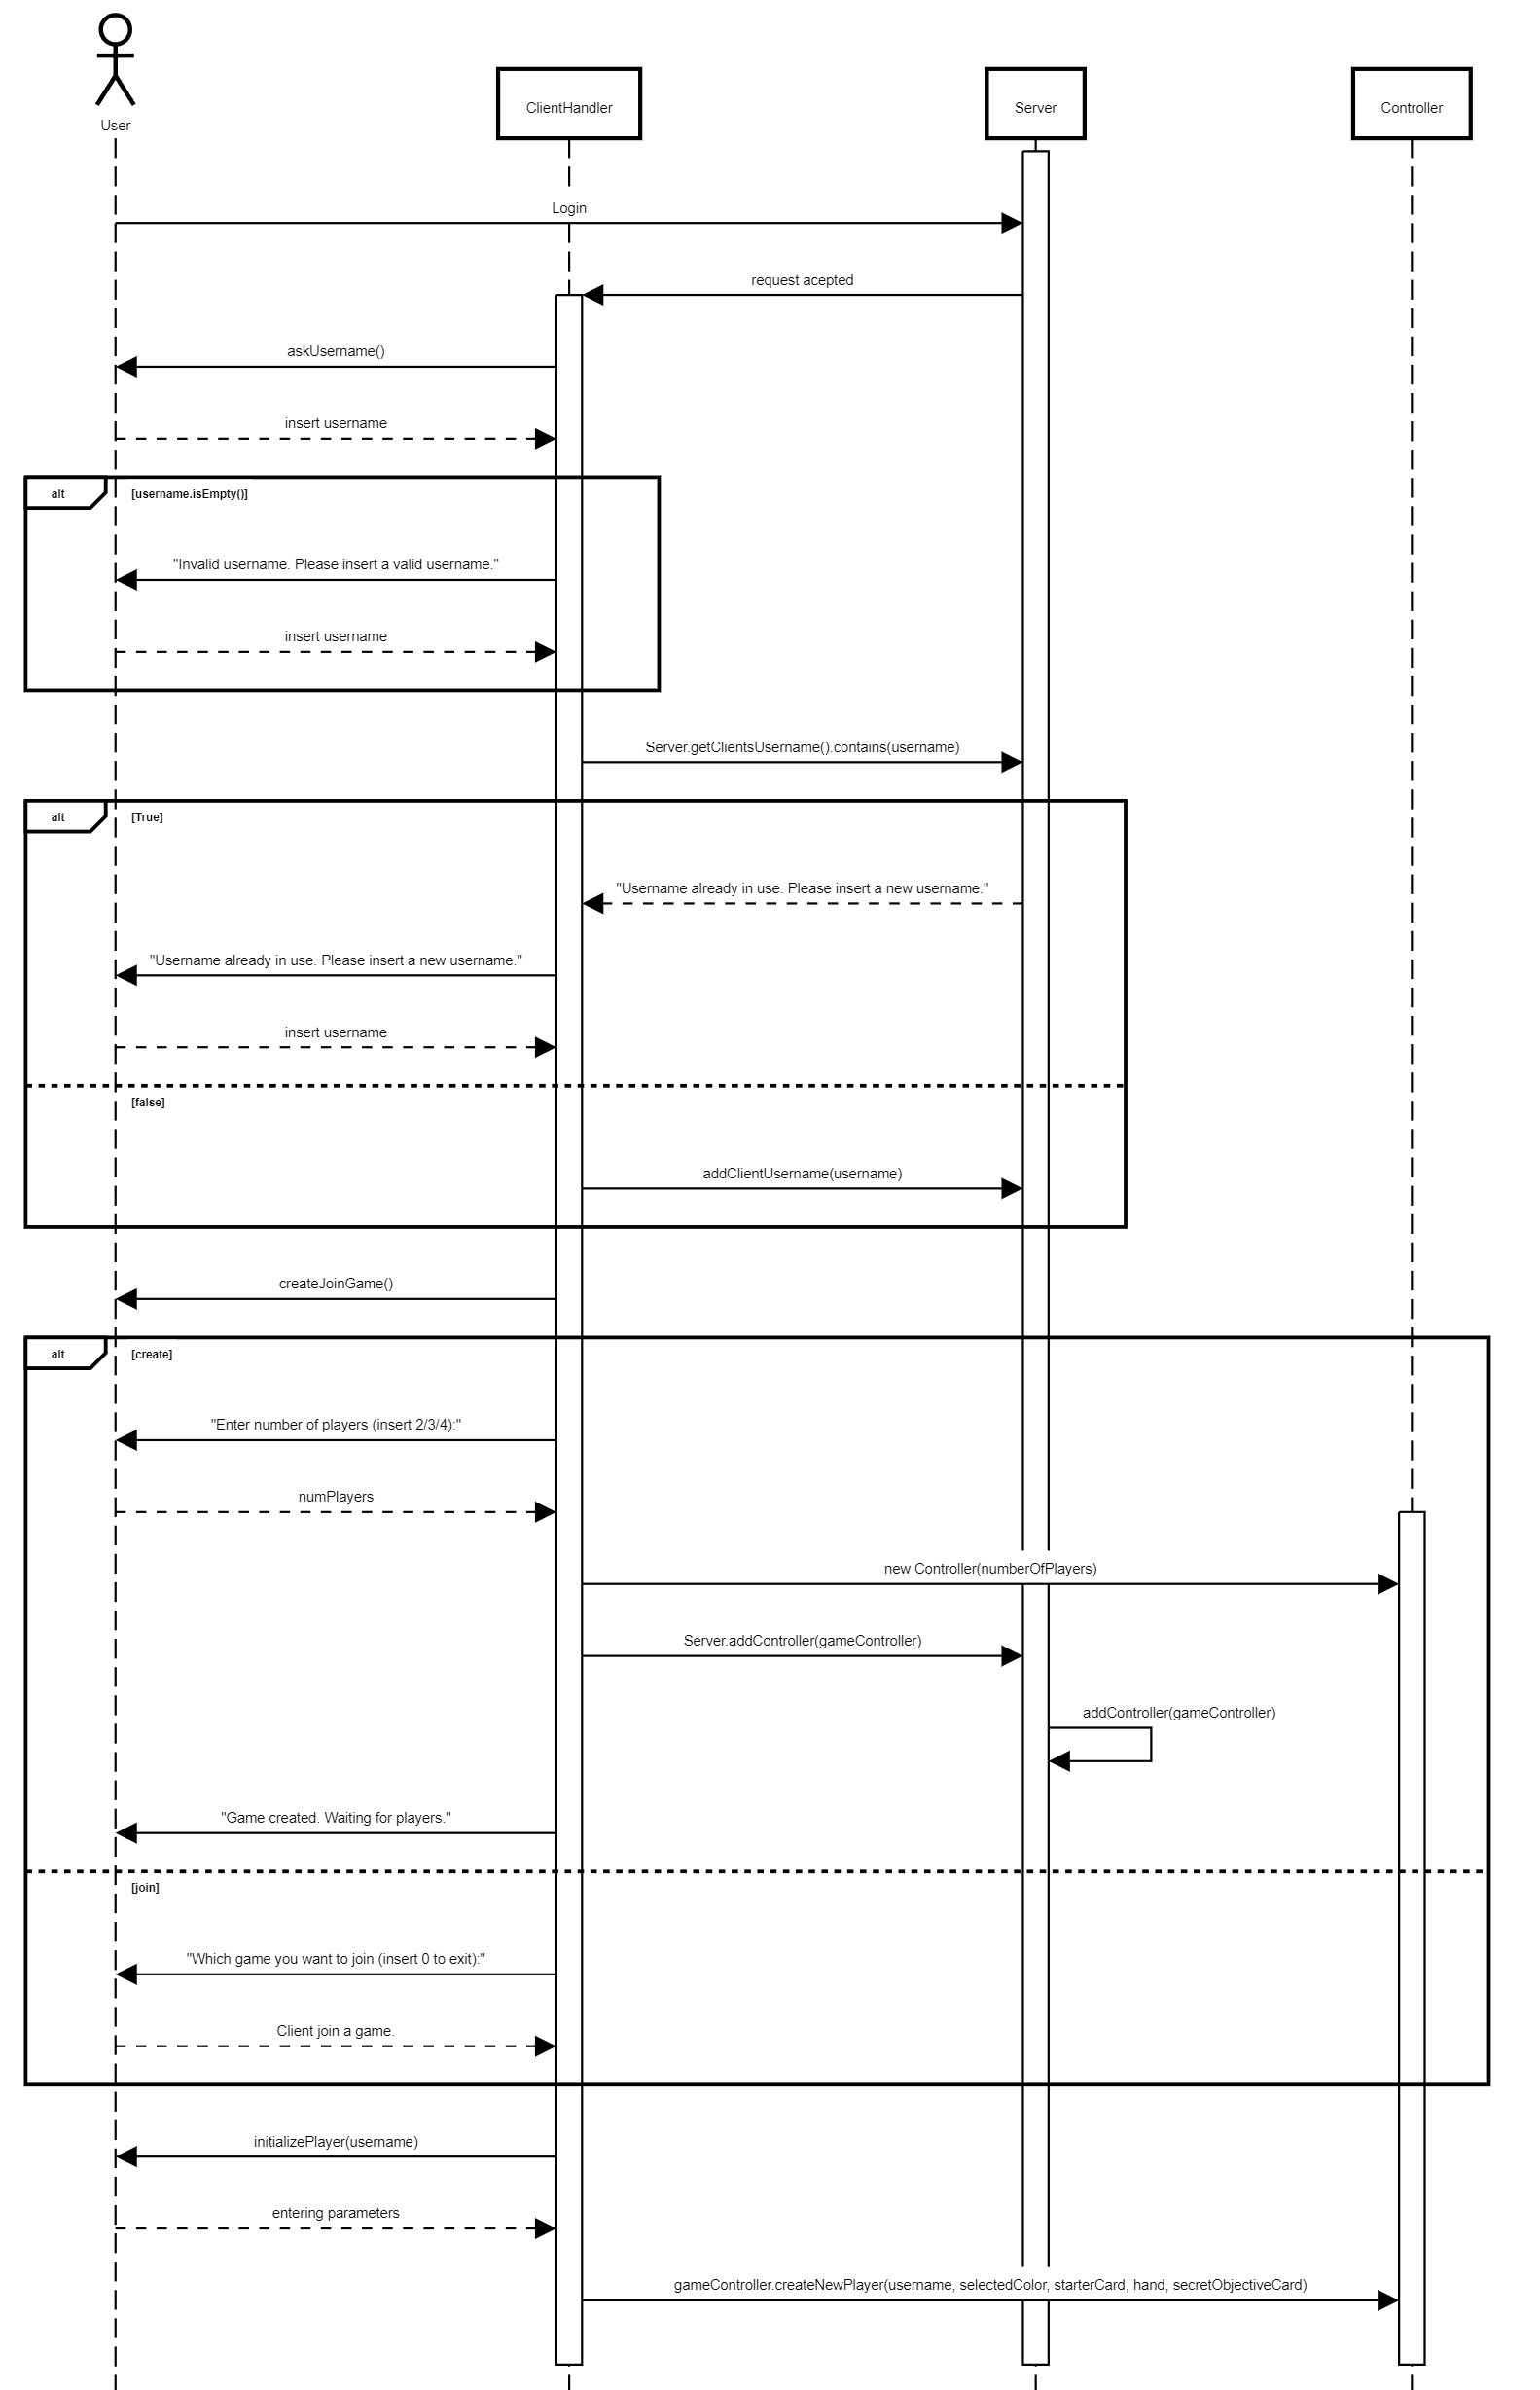 User
ClientHandler
Server
Controller
Login
request acepted
askUsername()
insert username
alt
[username.isEmpty()]
"Invalid username. Please insert a valid username."
insert username
Server.getClientsUsername().contains(username)
alt
[True]
"Username already in use. Please insert a new username."
"Username already in use. Please insert a new username."
insert username
[false]
addClientUsername(username)
createJoinGame()
alt
[create]
"Enter number of players (insert 2/3/4):"
numPlayers
new Controller(numberOfPlayers)
Server.addController(gameController)
addController(gameController)
"Game created. Waiting for players."
[join]
"Which game you want to join (insert 0 to exit):"
Client join a game.
initializePlayer(username)
entering parameters
gameController.createNewPlayer(username, selectedColor, starterCard, hand, secretObjectiveCard)